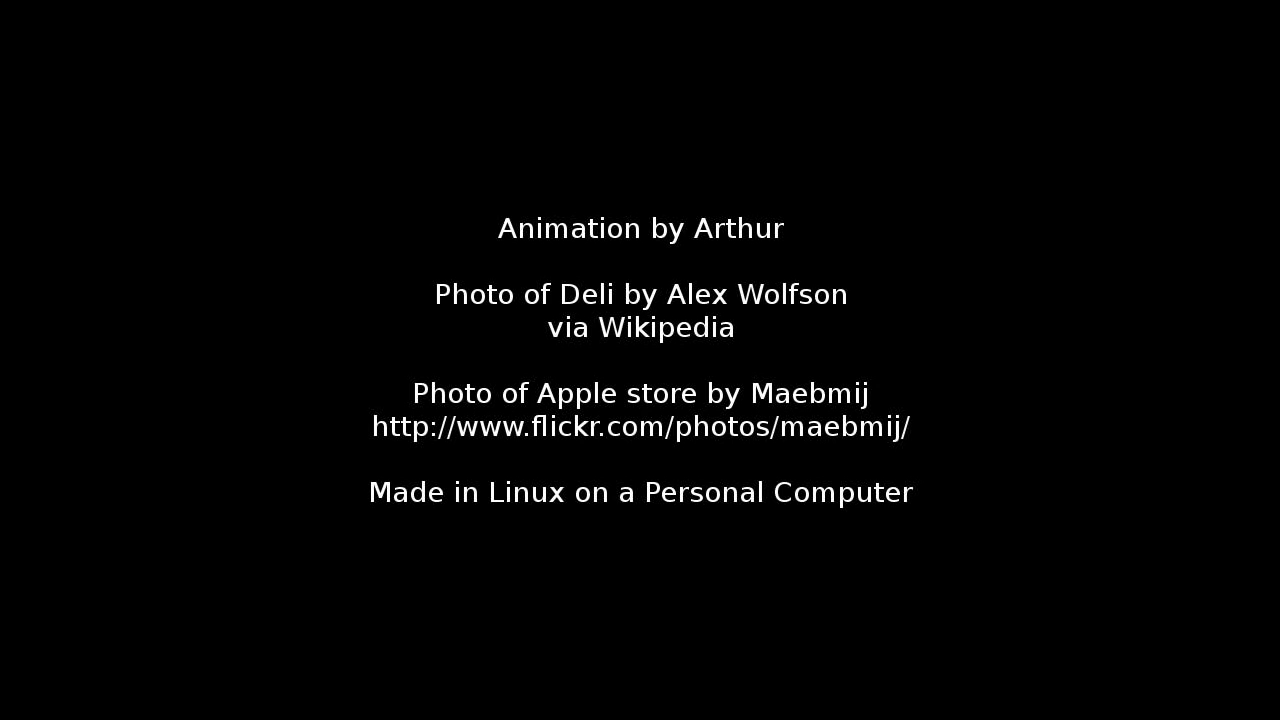 Animation by Arthur
Photo of Deli by Alex Wolfson
via Wikipedia
Photo of Apple store by Maebmij
http://www.flickr.com/photos/maebmij/
Made in Linux on a Personal Computer